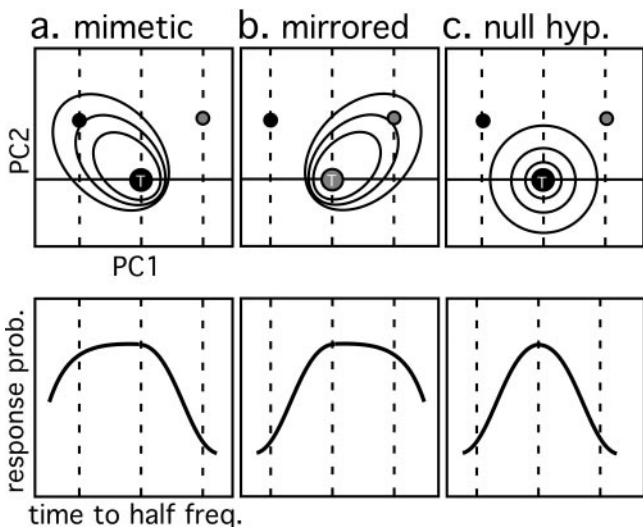 a. mimetic
b. mirrored
c. null hyp.
PC2
T
T
T
PC1
response prob.
time to half freq.